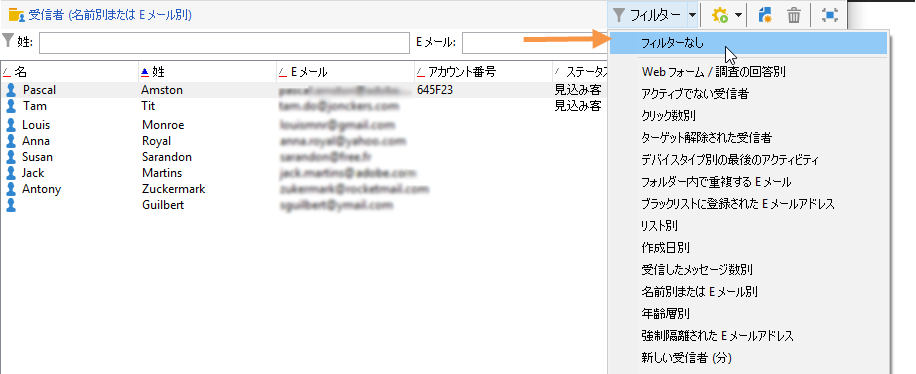 受信者 (名前別または Eメール別)
フィルター
姓:
Eメール:
フィルターなし
名 姓 Eメール アカウント番号 ステータス
Pascal Amston 645F23 見込み客
Tam Tit tam.do@jonckers.com 見込み客
Louis Monroe louismnr@gmail.com
Anna Royal anna.royal@yahoo.com
Susan Sarandon sarandon@free.fr
Jack Martins jack.martins@adobe.com
Antony Zuckermark zukermark@rocketmail.com
Guilbert sguilbert@ymail.com
Web フォーム / 調査の回答別
アクティブでない受信者
クリック数別
ターゲット解除された受信者
デバイスタイプ別の最後のアクティビティ
フォルダー内で重複する Eメール
ブラックリストに登録された Eメールアドレス
リスト別
作成日別
受信したメッセージ数別
名前別または Eメール別
年齢層別
強制隔離された Eメールアドレス
新しい受信者 (分)